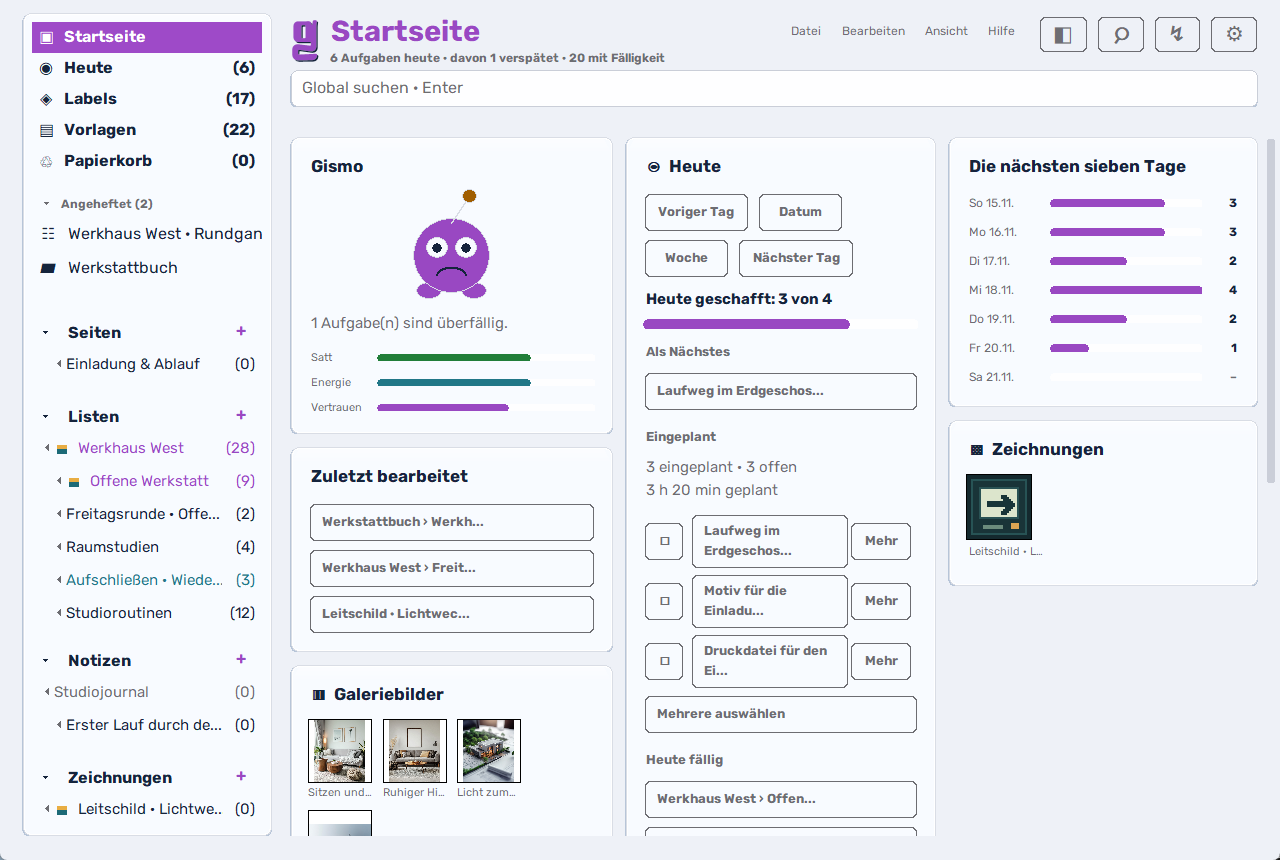 Startseite
Heute (6)
Labels (17)
Vorlagen (22)
Papierkorb (0)
Angeheftet (2)
Werkhaus West • Rundgan
Werkstattbuch
Seiten +
Einladung & Ablauf (0)
Listen +
Werkhaus West (28)
Offene Werkstatt (9)
Freitagsrunde • Offe... (2)
Raumstudien (4)
Aufschließen • Wiede... (3)
Studioroutinen (12)
Notizen +
Studiojournal (0)
Erster Lauf durch de... (0)
Zeichnungen +
Leitschild • Lichtwe.. (0)
g Startseite
6 Aufgaben heute • davon 1 verspätet • 20 mit Fälligkeit
Datei Bearbeiten Ansicht Hilfe
Global suchen • Enter
Gismo
1 Aufgabe(n) sind überfällig.
Satt
Energie
Vertrauen
Zuletzt bearbeitet
Werkstattbuch › Werkh...
Werkhaus West › Freit...
Leitschild • Lichtwec...
Galeriebilder
Sitzen und... Ruhiger Hi... Licht zum...
Heute
Voriger Tag Datum
Woche Nächster Tag
Heute geschafft: 3 von 4
Als Nächstes
Laufweg im Erdgeschos...
Eingeplant
3 eingeplant • 3 offen
3 h 20 min geplant
Laufweg im
Erdgeschos...
Mehr
Motiv für die
Einladu...
Mehr
Druckdatei für den
Ei...
Mehr
Mehrere auswählen
Heute fällig
Werkhaus West › Offen...
Die nächsten sieben Tage
So 15.11. 3
Mo 16.11. 3
Di 17.11. 2
Mi 18.11. 4
Do 19.11. 2
Fr 20.11. 1
Sa 21.11. –
Zeichnungen
Leitschild • L...